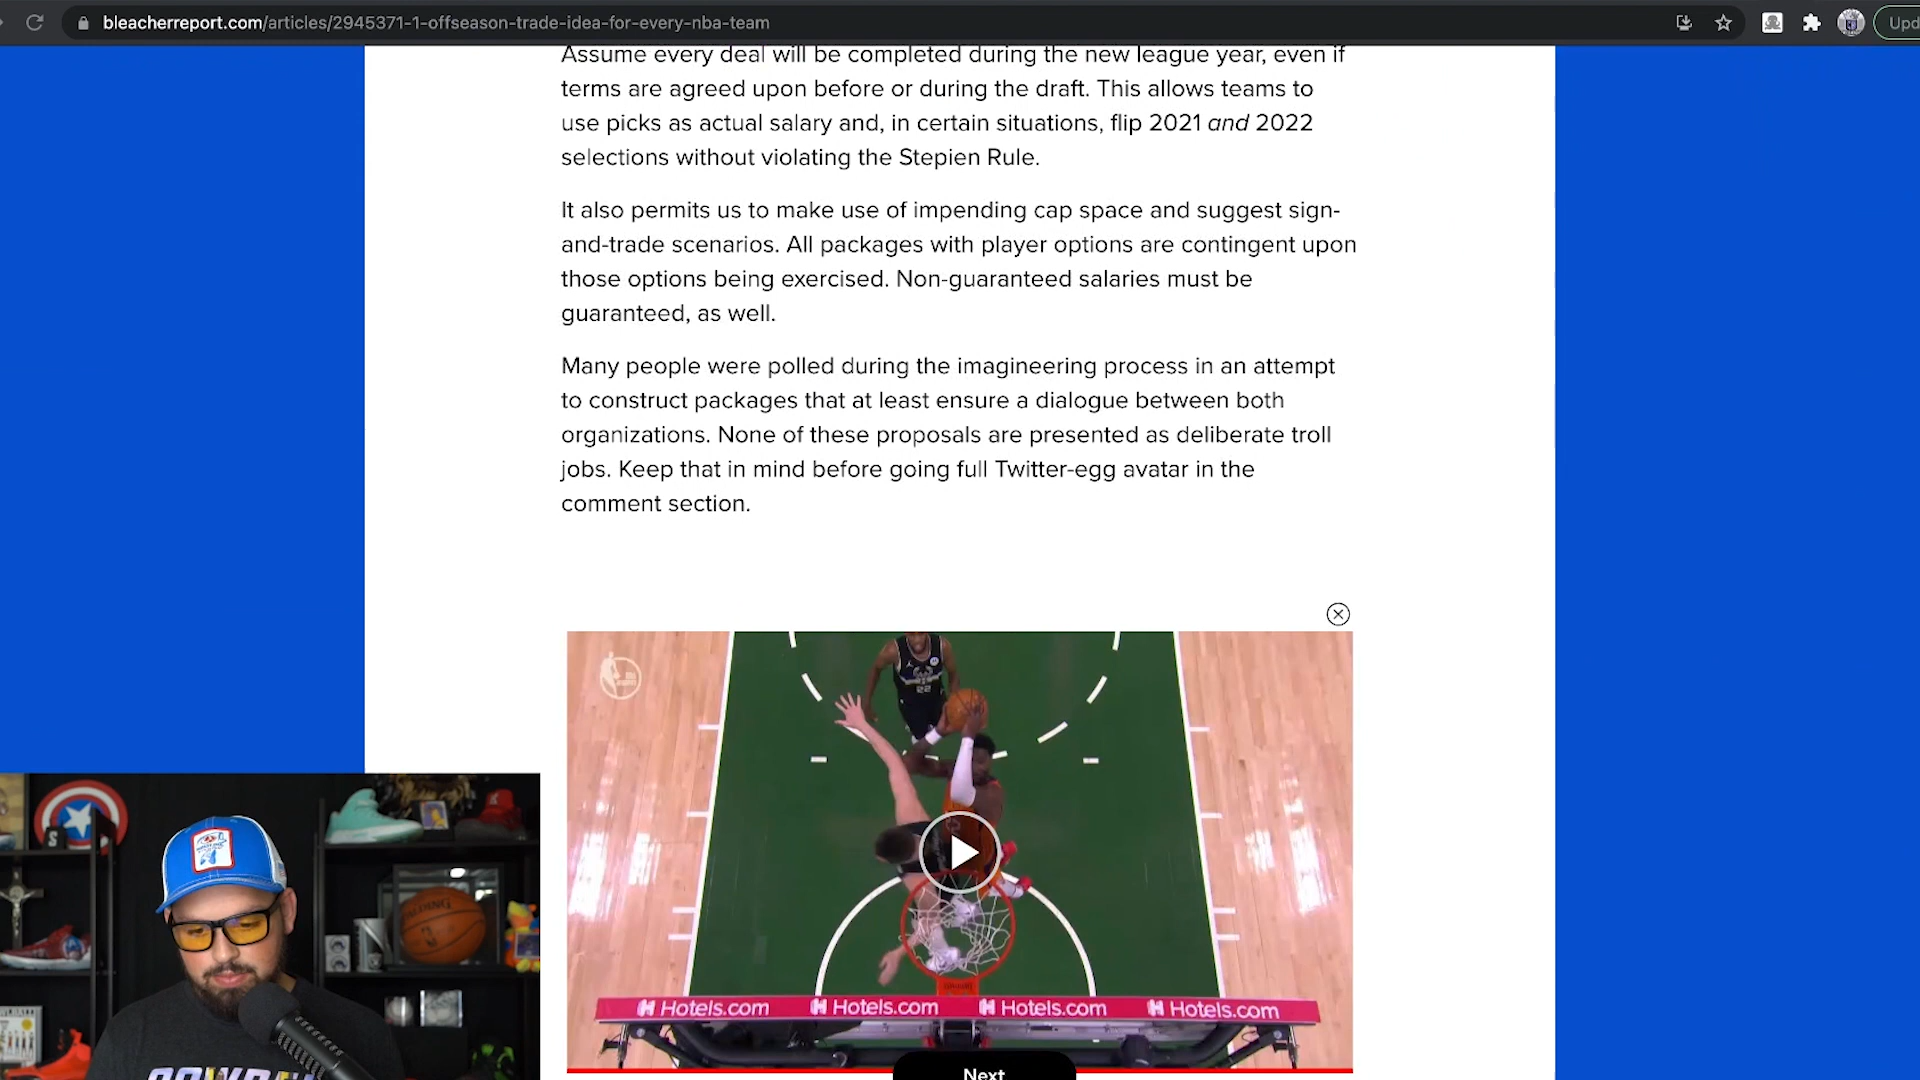 bleacherreport.com/articles/2945371-1-offseason-trade-idea-for-every-nba-team
Upd
Assume every deal will be completed during the new league year, even if
terms are agreed upon before or during the draft. This allows teams to
use picks as actual salary and, in certain situations, flip 2021 and 2022
selections without violating the Stepien Rule.
It also permits us to make use of impending cap space and suggest sign-
and-trade scenarios. All packages with player options are contingent upon
those options being exercised. Non-guaranteed salaries must be
guaranteed, as well.
Many people were polled during the imagineering process in an attempt
to construct packages that at least ensure a dialogue between both
organizations. None of these proposals are presented as deliberate troll
jobs. Keep that in mind before going full Twitter-egg avatar in the
comment section.
22
Hotels.com Hotels.com Hotels.com Hotels.com
Next
SPALDING